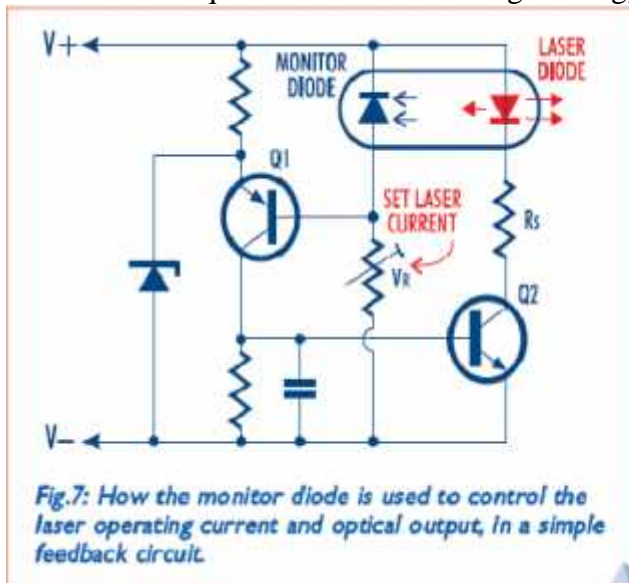 V+
MONITOR
DIODE
LASER
DIODE
Q1
SET LASER
CURRENT
VR
Rs
Q2
V–
Fig.7: How the monitor diode is used to control the
laser operating current and optical output, in a simple
feedback circuit.